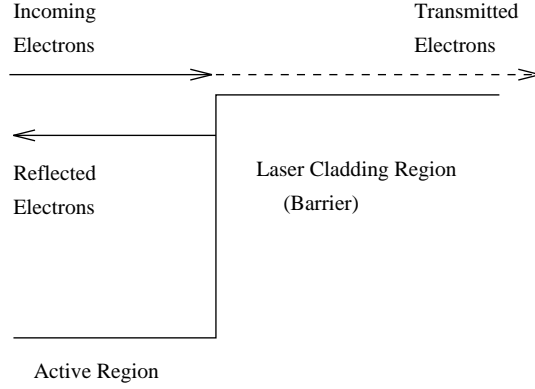 Incoming
Electrons
Transmitted
Electrons
Reflected
Electrons
Laser Cladding Region
(Barrier)
Active Region